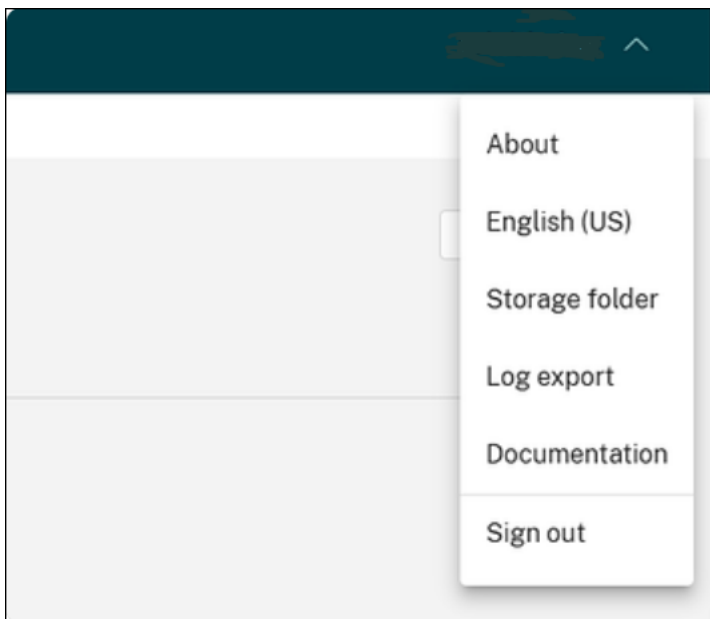 About
English (US)
Storage folder
Log export
Documentation
Sign out